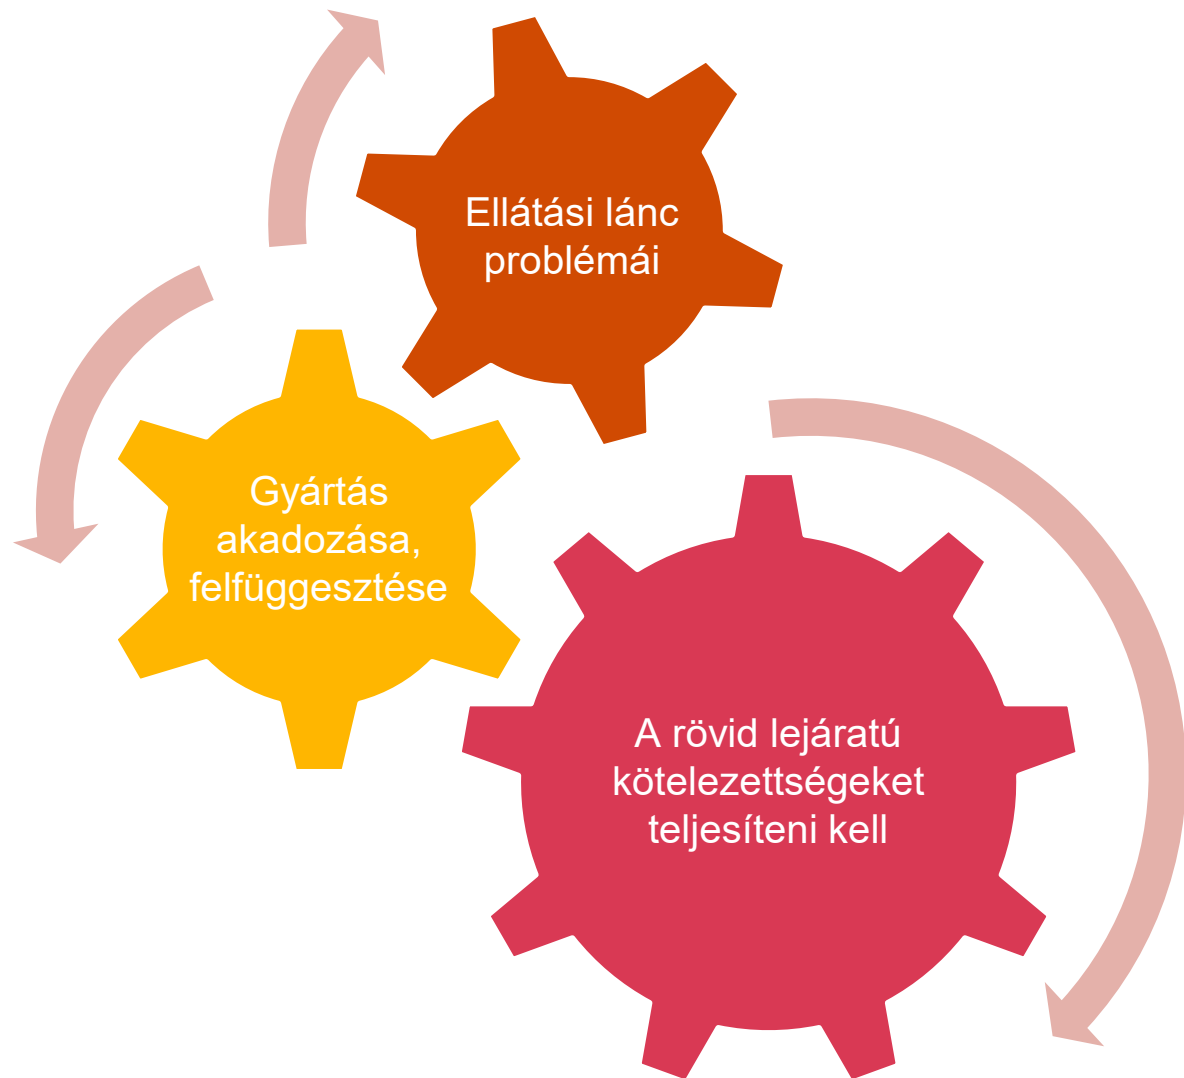 Ellátási lánc
problémái
Gyártás
akadozása,
felfüggesztése
A rövid lejáratú
kötelezettségeket
teljesíteni kell